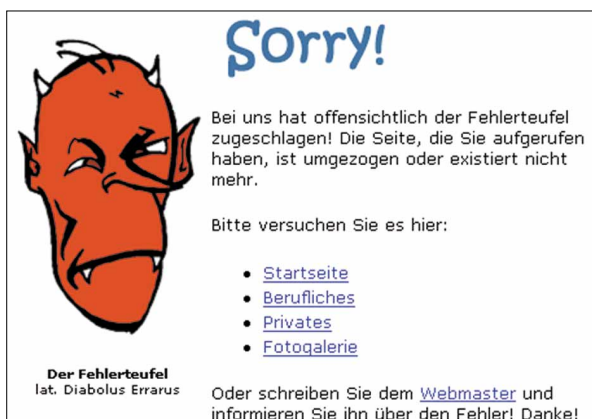 Sorry!
Bei uns hat offensichtlich der Fehlerteufel
zugeschlagen! Die Seite, die Sie aufgerufen
haben, ist umgezogen oder existiert nicht
mehr.
Bitte versuchen Sie es hier:
Startseite
Berufliches
Privates
Fotogalerie
Der Fehlerteufel
lat. Diabolus Errarus
Oder schreiben Sie dem Webmaster und
informieren Sie ihn über den Fehler! Danke!